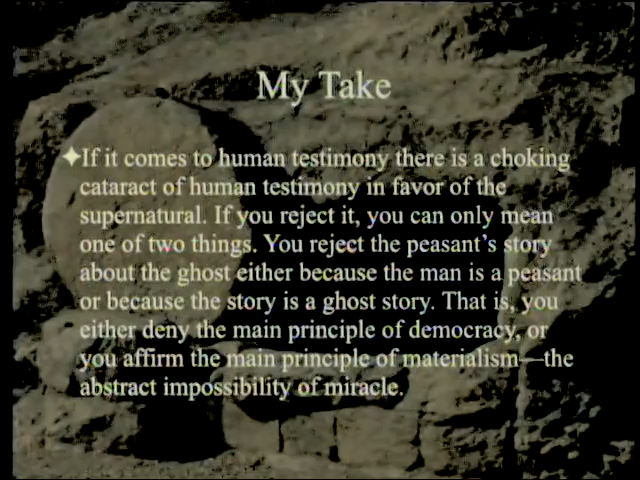 My Take
✦If it comes to human testimony there is a choking
cataract of human testimony in favor of the
supernatural. If you reject it, you can only mean
one of two things. You reject the peasant's story
about the ghost either because the man is a peasant
or because the story is a ghost story. That is, you
either deny the main principle of democracy, or
you affirm the main principle of materialism—the
abstract impossibility of miracle.